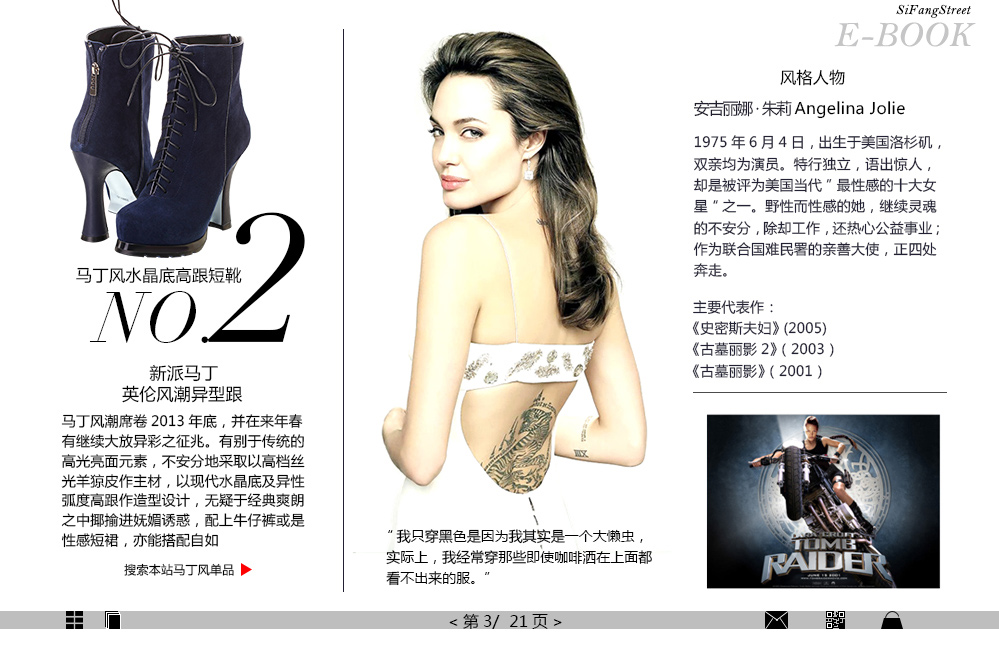 SiFangStreet
E-BOOK
马丁风水晶底高跟短靴
NO.2
新派马丁
英伦风潮异型跟
马丁风潮席卷 2013 年底，并在来年春
有继续大放异彩之征兆。有别于传统的
高光亮面元素，不安分地采取以高档丝
光羊猄皮作主材，以现代水晶底及异性
弧度高跟作造型设计，无疑于经典爽朗
之中揶揄进妩媚诱惑，配上牛仔裤或是
性感短裙，亦能搭配自如
搜索本站马丁风单品
“我只穿黑色是因为我其实是一个大懒虫，
实际上，我经常穿那些即使咖啡洒在上面都
看不出来的服。”
风格人物
安吉丽娜·朱莉 Angelina Jolie
1975 年 6 月 4 日，出生于美国洛杉矶，
双亲均为演员。特行独立，语出惊人，
却是被评为美国当代“最性感的十大女
星“之一。野性而性感的她，继续灵魂
的不安分，除却工作，还热心公益事业；
作为联合国难民署的亲善大使，正四处
奔走。
主要代表作：
《史密斯夫妇》(2005)
《古墓丽影 2》（ 2003 ）
《古墓丽影》（ 2001 ）
LARA CROFT
TOMB
RAIDER
JUNE 15 2001
< 第 3/ 21 页 >